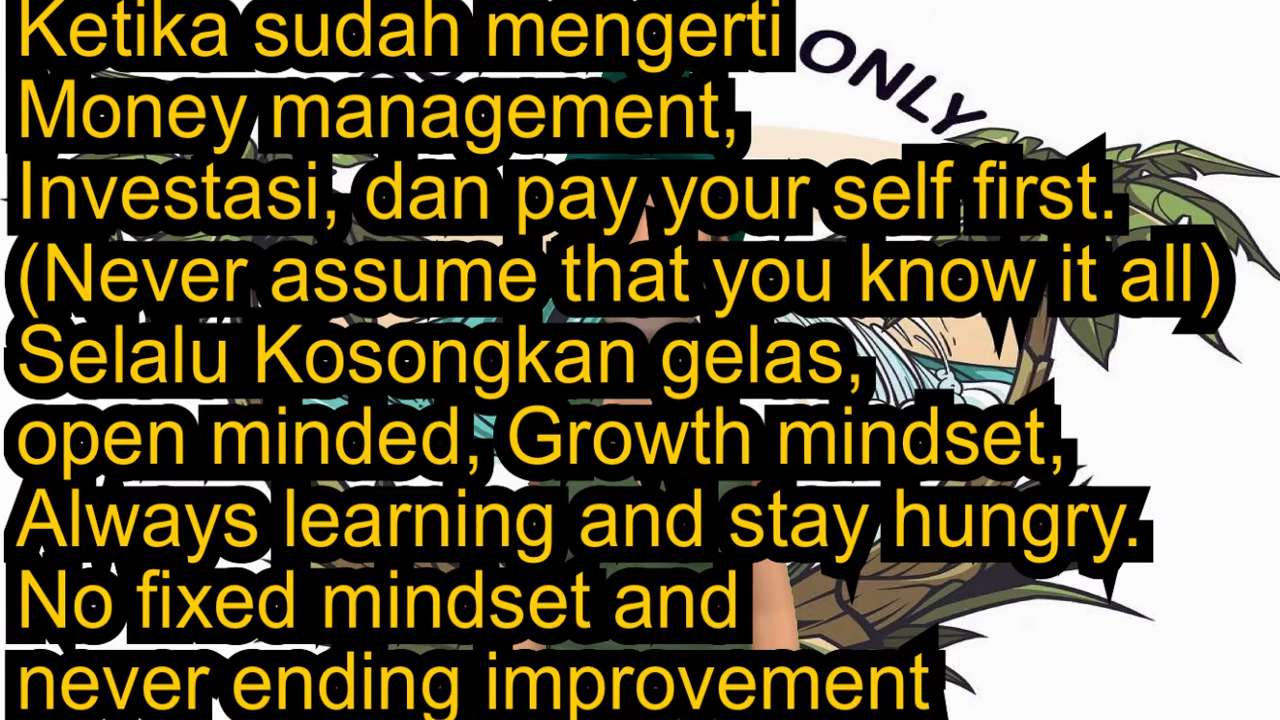 Ketika sudah mengerti
ONLY
Money management,
Investasi, dan pay your self first.
(Never assume that you know it all)
Selalu Kosongkan gelas,
open minded, Growth mindset,
Always learning and stay hungry.
No fixed mindset and
never ending improvement